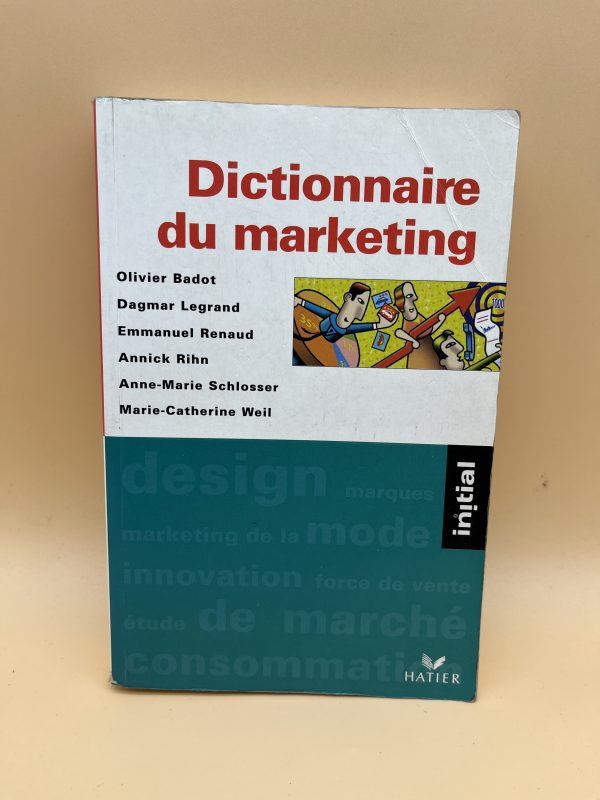 Dictionnaire
du marketing
Olivier Badot
Dagmar Legrand
Emmanuel Renaud
Annick Rihn
Anne-Marie Schlosser
Marie-Catherine Weil
initial
design marques
marketing de la mode
innovation force de vente
étude de marché
consommation
HATIER